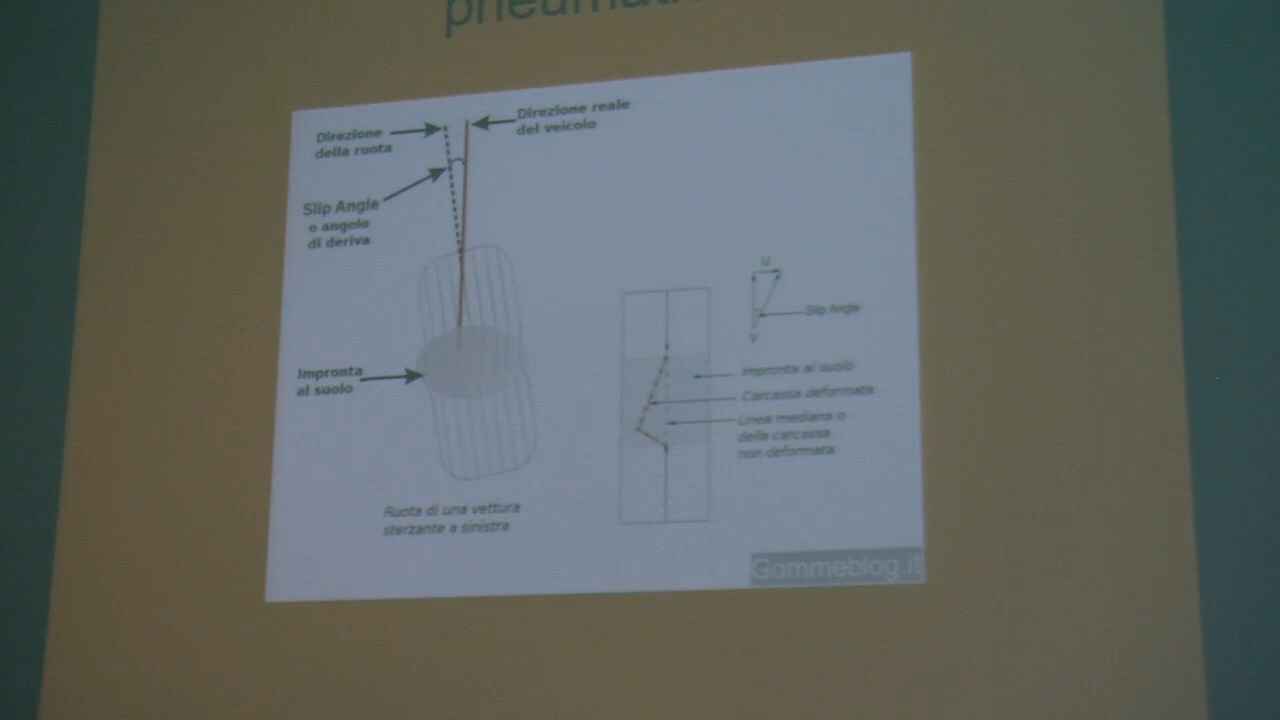 Direzione
della ruota
Direzione reale
del veicolo
Slip Angle
o angolo
di deriva
Impronta
al suolo
Ruota di una vettura
sterzante a sinistra
U
Slip Angle
V
Impronta al suolo
Carcassa deformata
Linea mediana o
della carcassa
non deformata
Gommeblog.it